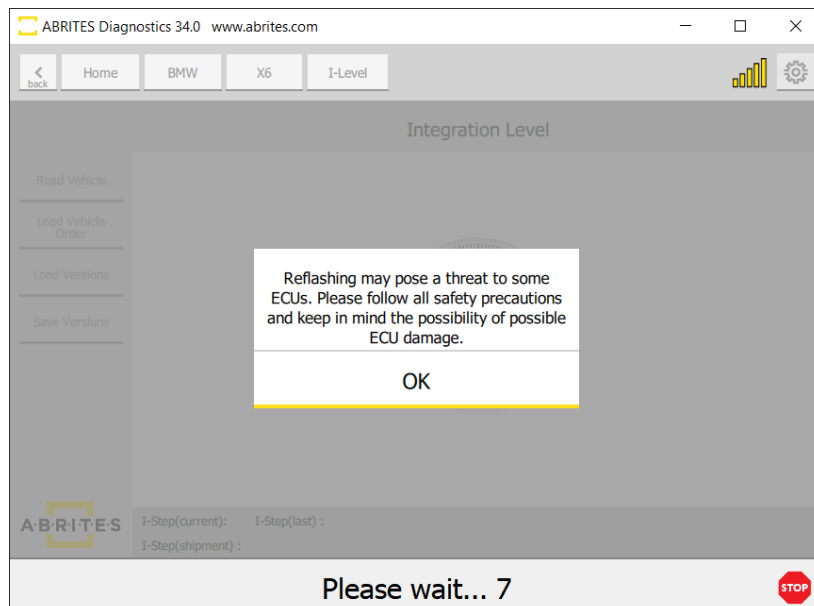 ABRITES Diagnostics 34.0 www.abrites.com
back
Home
BMW
X6
I-Level
Integration Level
Read Vehicle
Load Vehicle
Order
Load Versions
Save Versions
Reflashing may pose a threat to some
ECUs. Please follow all safety precautions
and keep in mind the possibility of possible
ECU damage.
OK
A·B·R·I·T·E·S
I-Step(current): I-Step(last) :
I-Step(shipment) :
Please wait... 7
STOP